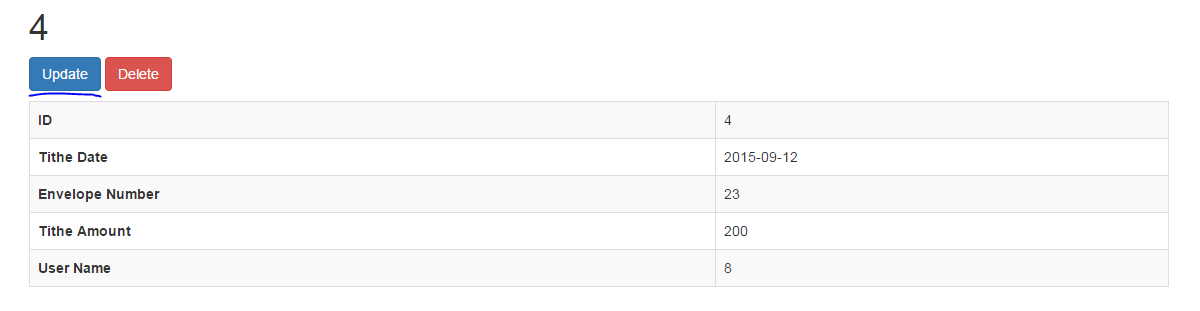 4
Update Delete
ID 4
Tithe Date 2015-09-12
Envelope Number 23
Tithe Amount 200
User Name 8